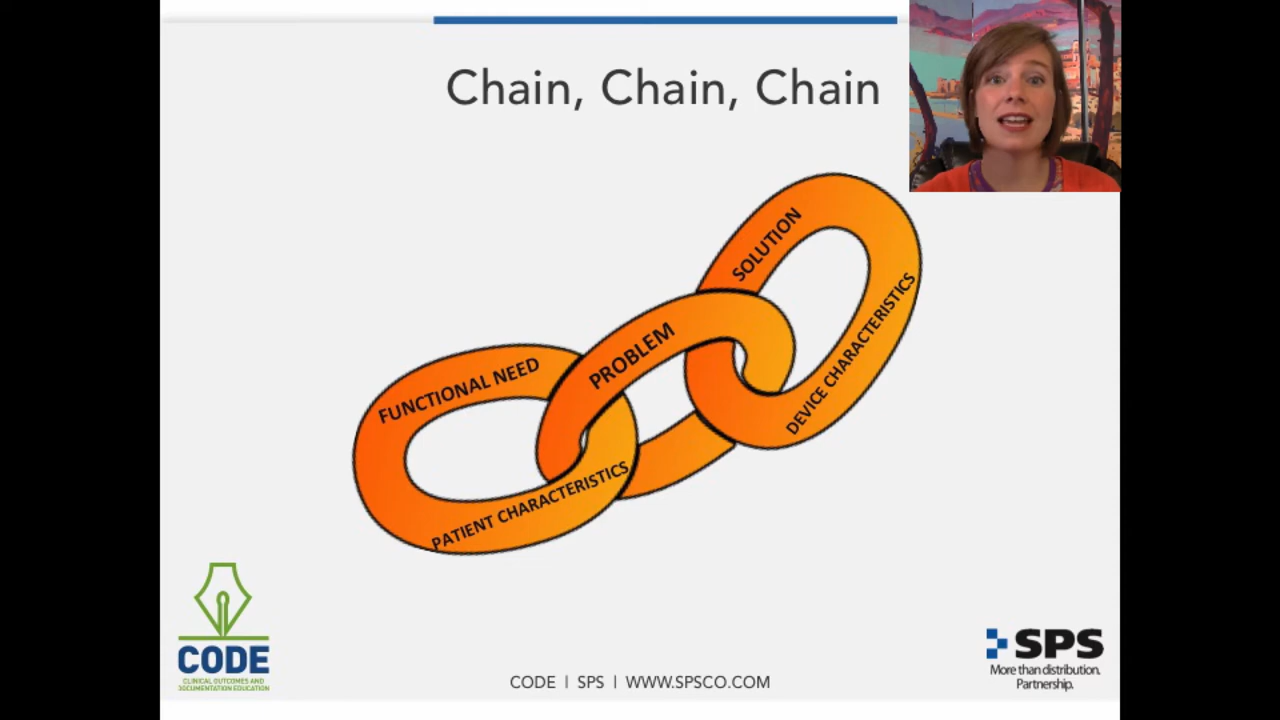 Chain, Chain, Chain
SOLUTION
PROBLEM
FUNCTIONAL NEED
DEVICE CHARACTERISTICS
PATIENT CHARACTERISTICS
CODE
CLINICAL OUTCOMES AND
DOCUMENTATION EDUCATION
CODE | SPS | WWW.SPSCO.COM
SPS
More than distribution.
Partnership.